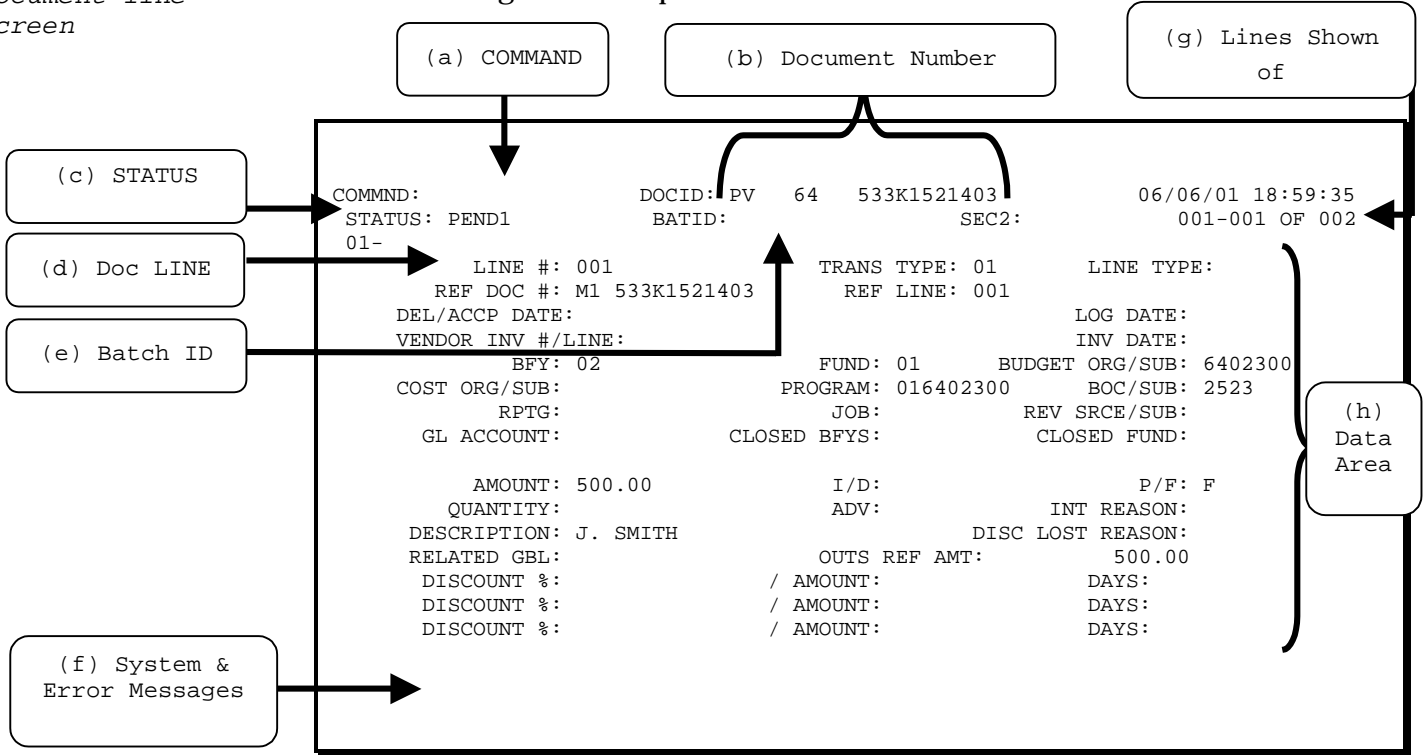 (a) COMMAND
(b) Document Number
(g) Lines Shown
of
(c) STATUS
(d) Doc LINE
(e) Batch ID
(f) System &
Error Messages
(h)
Data
Area
COMMND: DOCID: PV 64 533K1521403 06/06/01 18:59:35
STATUS: PEND1 BATID: SEC2: 001-001 OF 002
01-
LINE #: 001 TRANS TYPE: 01 LINE TYPE:
REF DOC #: M1 533K1521403 REF LINE: 001
DEL/ACCP DATE: LOG DATE:
VENDOR INV #/LINE: INV DATE:
BFY: 02 FUND: 01 BUDGET ORG/SUB: 6402300
COST ORG/SUB: PROGRAM: 016402300 BOC/SUB: 2523
RPTG: JOB: REV SRCE/SUB:
GL ACCOUNT: CLOSED BFYS: CLOSED FUND:
AMOUNT: 500.00 I/D: P/F: F
QUANTITY: ADV: INT REASON:
DESCRIPTION: J. SMITH DISC LOST REASON:
RELATED GBL: OUTS REF AMT: 500.00
DISCOUNT %: / AMOUNT: DAYS:
DISCOUNT %: / AMOUNT: DAYS:
DISCOUNT %: / AMOUNT: DAYS: